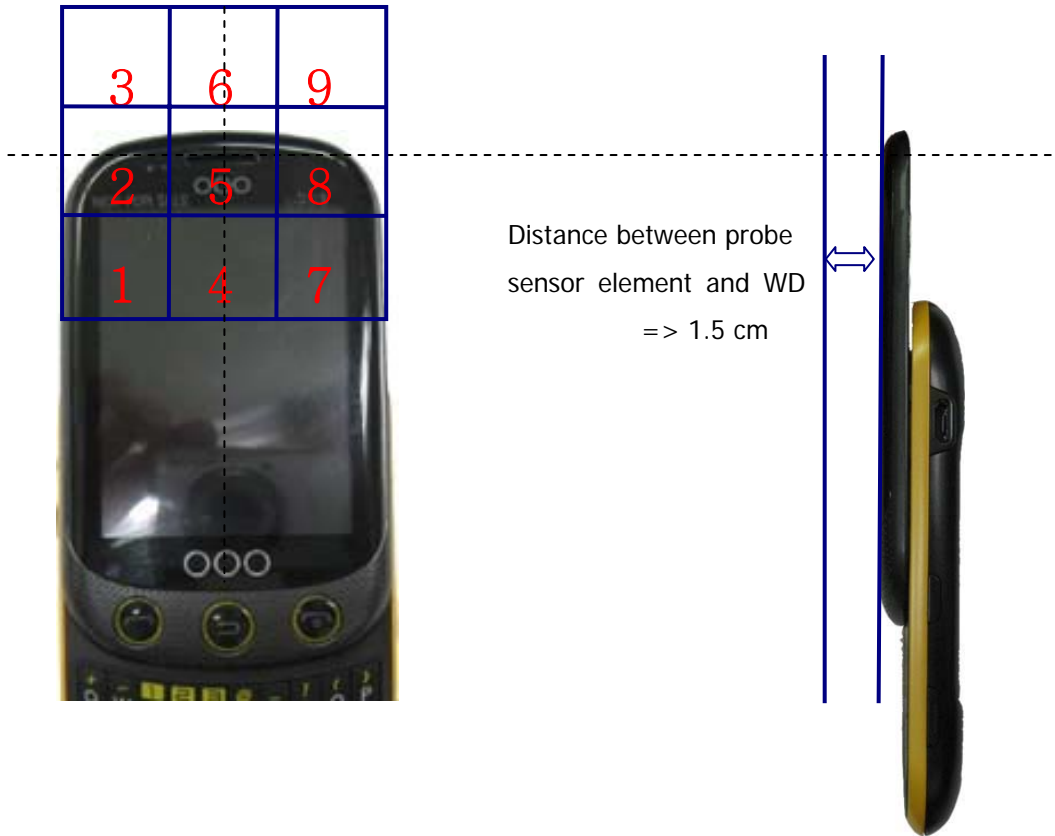 3 6 9
2 5 8
1 4 7
Distance between probe
sensor element and WD
=> 1.5 cm